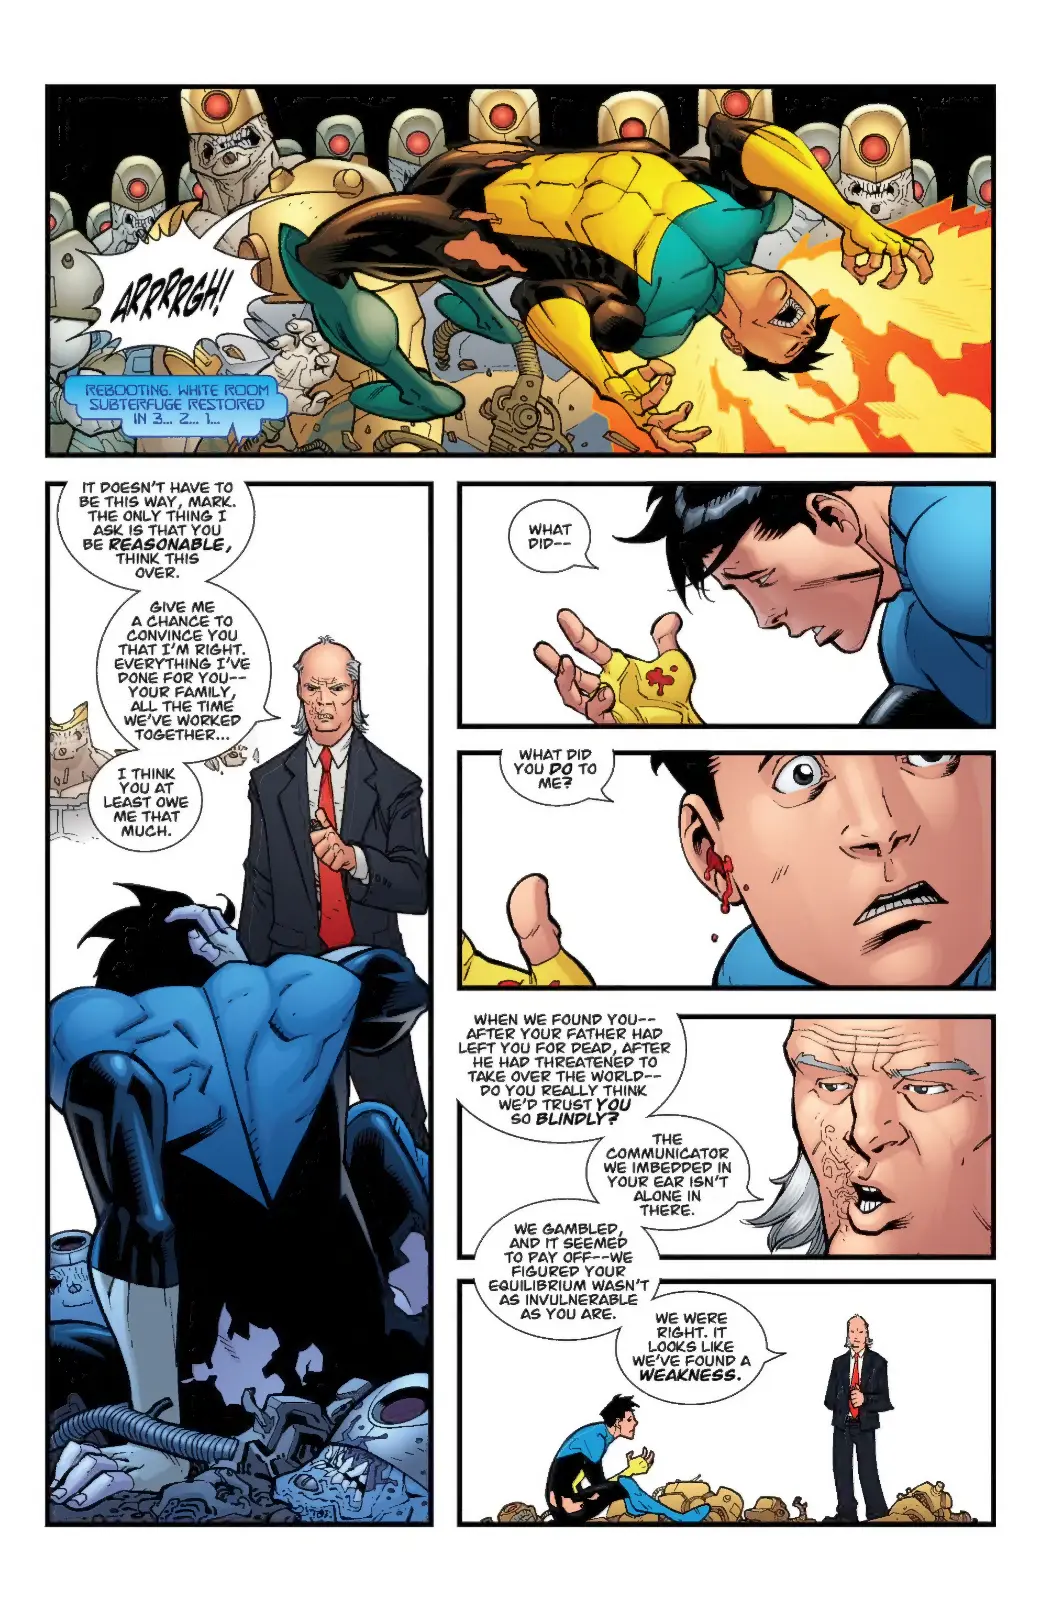 ARRRRGH!
REBOOTING. WHITE ROOM
SUBTERFUGE RESTORED
IN 3... 2... 1...
IT DOESN'T HAVE TO
BE THIS WAY, MARK.
THE ONLY THING I
ASK IS THAT YOU
BE REASONABLE,
THINK THIS
OVER.
GIVE ME
A CHANCE TO
CONVINCE YOU
THAT I'M RIGHT.
EVERYTHING I'VE
DONE FOR YOU--
YOUR FAMILY,
ALL THE TIME
WE'VE WORKED
TOGETHER...
I THINK
YOU AT
LEAST OWE
ME THAT
MUCH.
WHAT
DID--
WHAT DID
YOU DO TO
ME?
WHEN WE FOUND YOU--
AFTER YOUR FATHER HAD
LEFT YOU FOR DEAD, AFTER
HE HAD THREATENED TO
TAKE OVER THE WORLD--
DO YOU REALLY THINK
WE'D TRUST YOU
SO BLINDLY?
THE
COMMUNICATOR
WE IMBEDDED IN
YOUR EAR ISN'T
ALONE IN
THERE.
WE GAMBLED,
AND IT SEEMED
TO PAY OFF--WE
FIGURED YOUR
EQUILIBRIUM WASN'T
AS INVULNERABLE
AS YOU ARE.
WE WERE
RIGHT. IT
LOOKS LIKE
WE'VE FOUND A
WEAKNESS.